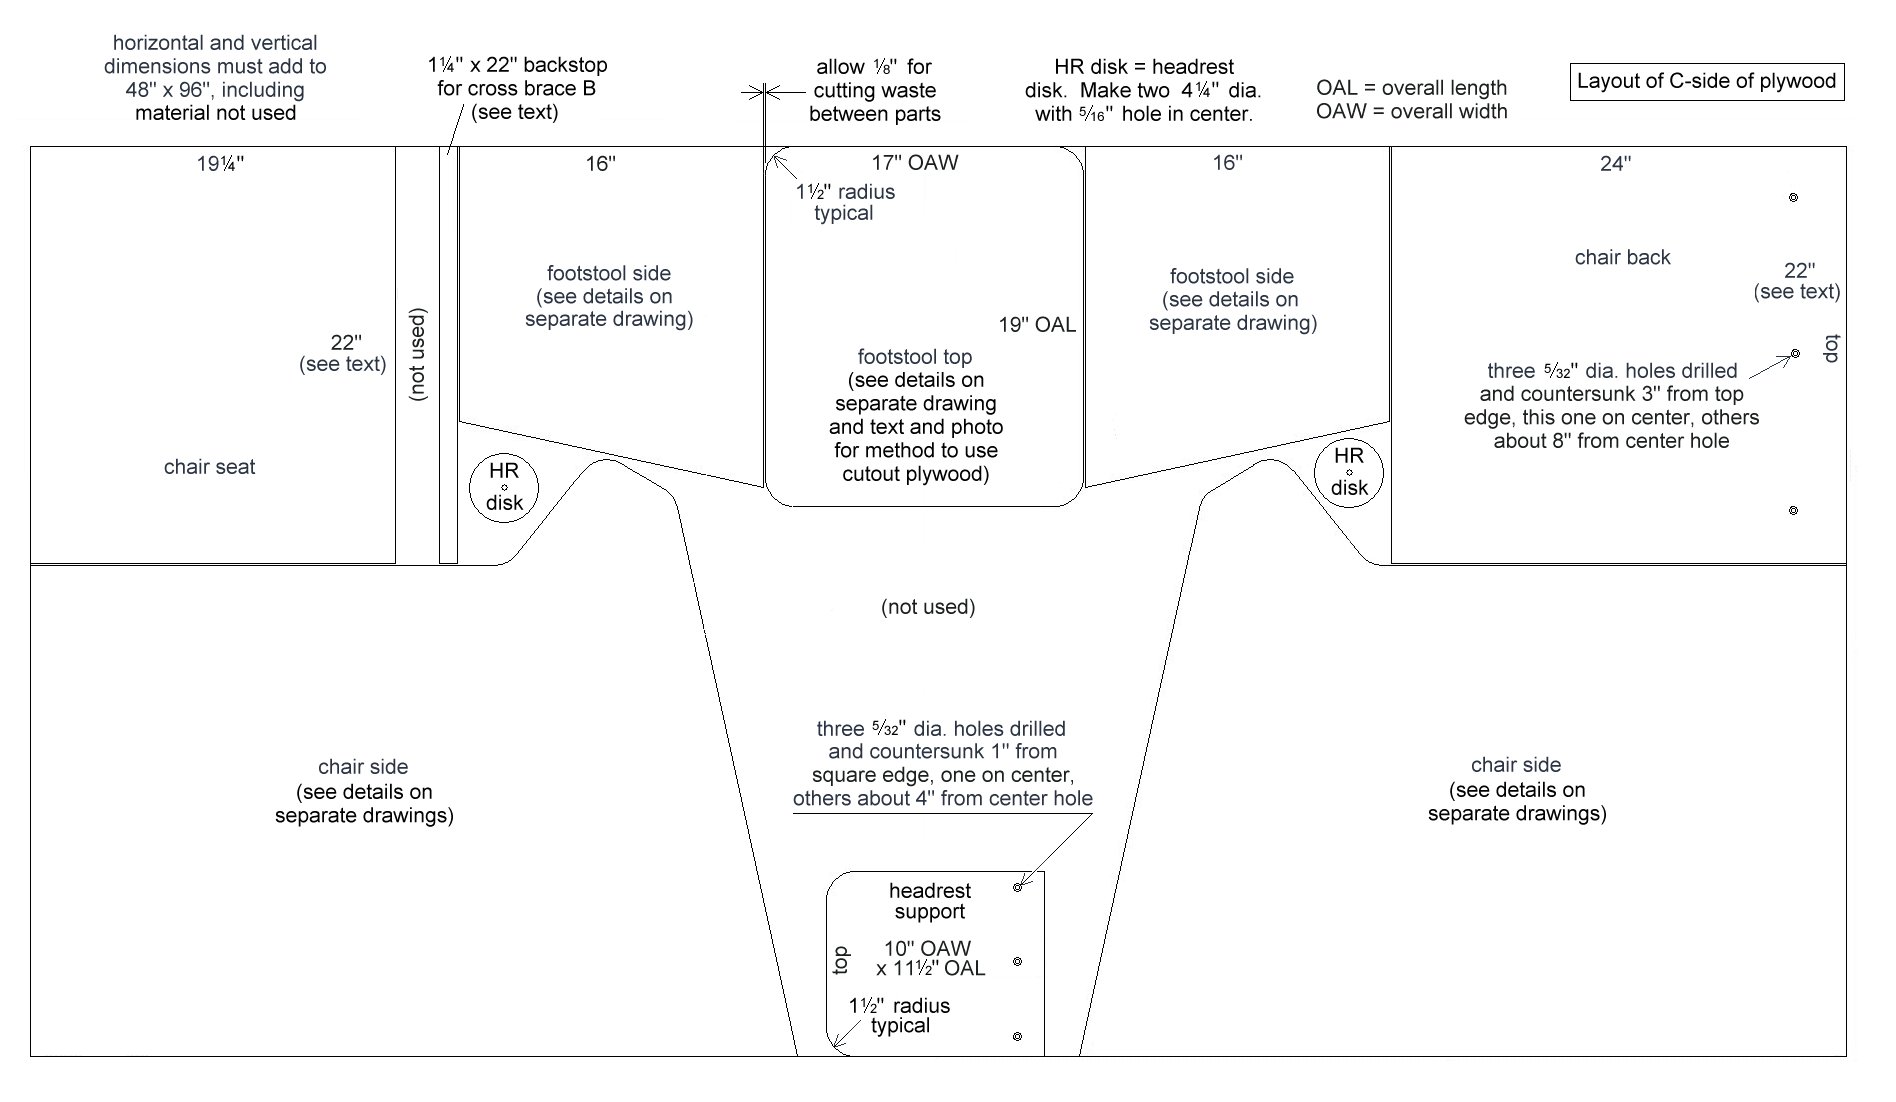 horizontal and vertical
dimensions must add to
48" x 96", including
material not used
1¼" x 22" backstop
for cross brace B
(see text)
allow ⅛" for
cutting waste
between parts
HR disk = headrest
disk. Make two 4¼" dia.
with 5/16" hole in center.
OAL = overall length
OAW = overall width
Layout of C-side of plywood
19¼"
22"
(see text)
chair seat
(not used)
16"
footstool side
(see details on
separate drawing)
HR
disk
17" OAW
1½" radius
typical
19" OAL
footstool top
(see details on
separate drawing
and text and photo
for method to use
cutout plywood)
16"
footstool side
(see details on
separate drawing)
HR
disk
24"
chair back
22"
(see text)
top
three 5/32" dia. holes drilled
and countersunk 3" from top
edge, this one on center, others
about 8" from center hole
(not used)
chair side
(see details on
separate drawings)
three 5/32" dia. holes drilled
and countersunk 1" from
square edge, one on center,
others about 4" from center hole
chair side
(see details on
separate drawings)
headrest
support
top
10" OAW
x 11½" OAL
1½" radius
typical